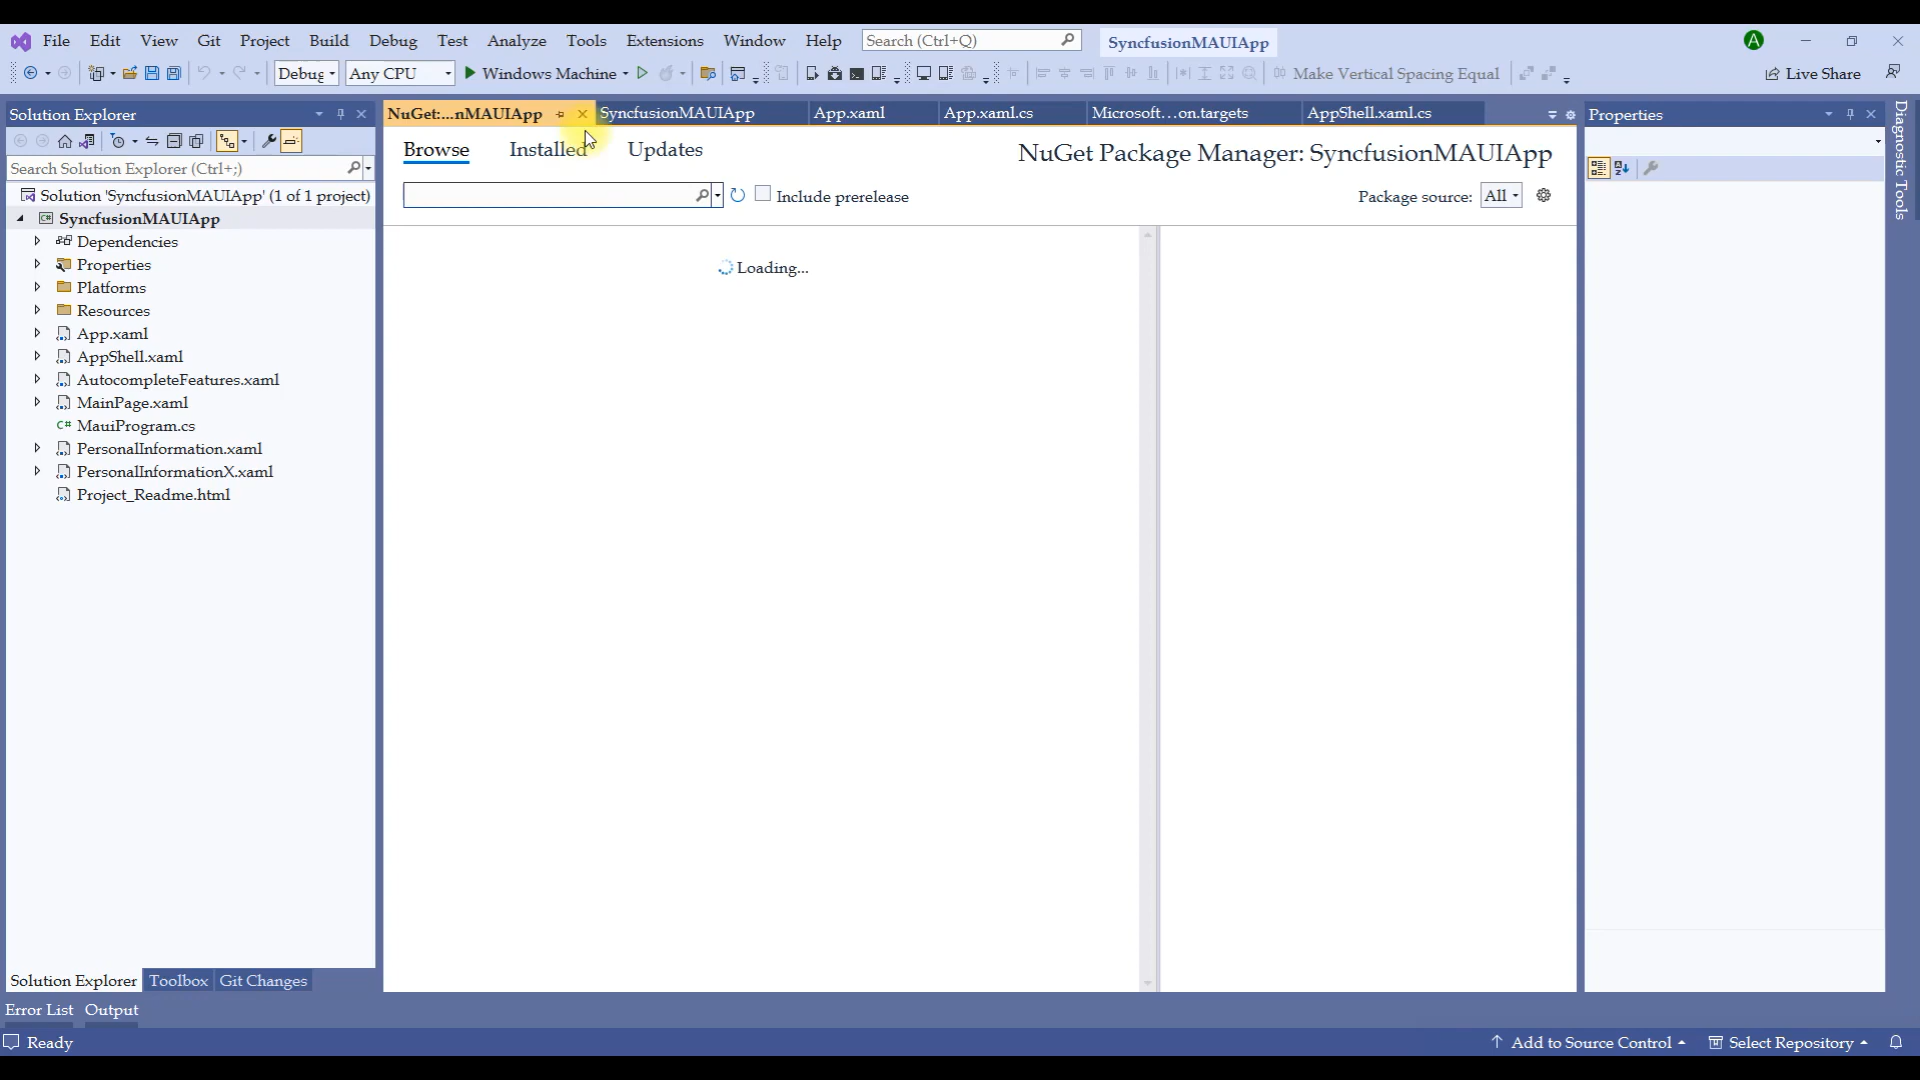 File Edit View Git Project Build Debug Test Analyze Tools Extensions Window Help Search (Ctrl+Q) SyncfusionMAUIApp A
Debug Any CPU Windows Machine Make Vertical Spacing Equal Live Share
Solution Explorer
NuGet:...nMAUIApp SyncfusionMAUIApp App.xaml App.xaml.cs Microsoft...on.targets AppShell.xaml.cs
Properties
Diagnostic Tools
Browse Installed Updates NuGet Package Manager: SyncfusionMAUIApp
Search Solution Explorer (Ctrl+;)
Include prerelease Package source: All
Solution 'SyncfusionMAUIApp' (1 of 1 project)
SyncfusionMAUIApp
Dependencies
Properties
Platforms
Resources
App.xaml
AppShell.xaml
AutocompleteFeatures.xaml
MainPage.xaml
C# MauiProgram.cs
PersonalInformation.xaml
PersonalInformationX.xaml
Project_Readme.html
Loading...
Solution Explorer Toolbox Git Changes
Error List Output
Ready Add to Source Control Select Repository